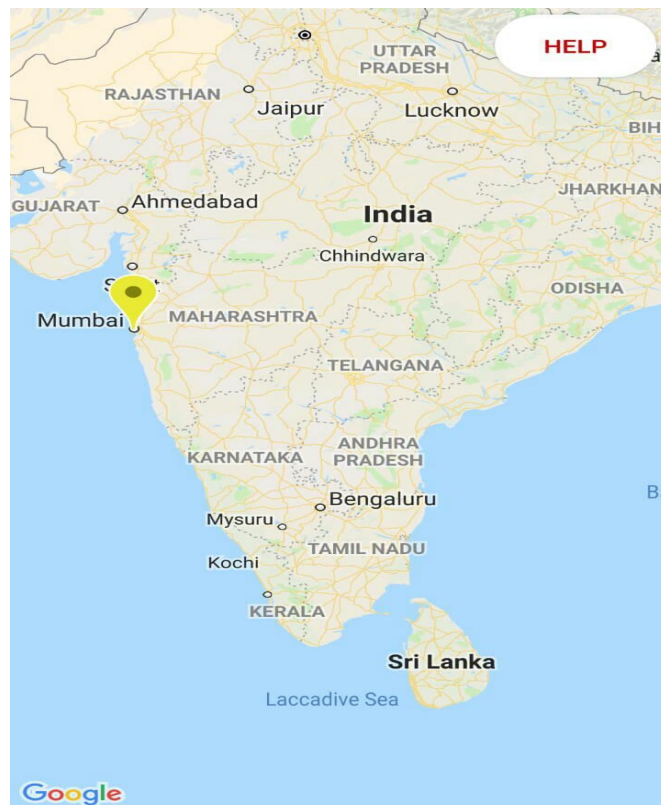 HELP
UTTAR
PRADESH
RAJASTHAN
Jaipur
Lucknow
BIH
JHARKHAN
GUJARAT
Ahmedabad
India
Chhindwara
ODISHA
Mumbai
MAHARASHTRA
TELANGANA
KARNATAKA
ANDHRA
PRADESH
Bengaluru
B
Mysuru
TAMIL NADU
Kochi
KERALA
Sri Lanka
Laccadive Sea
Google